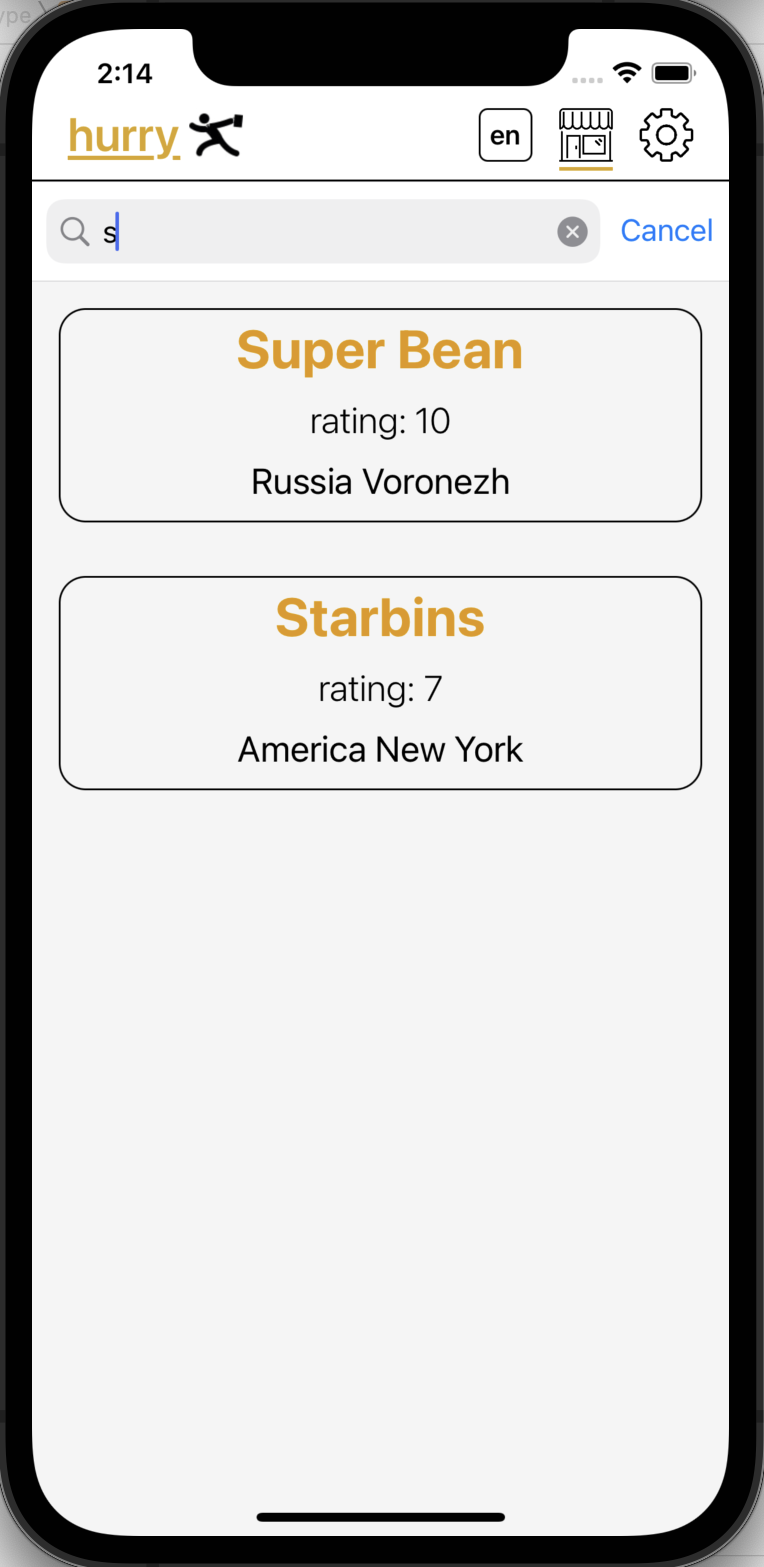 ype
2:14
hurry
en
s
Cancel
Super Bean
rating: 10
Russia Voronezh
Starbins
rating: 7
America New York